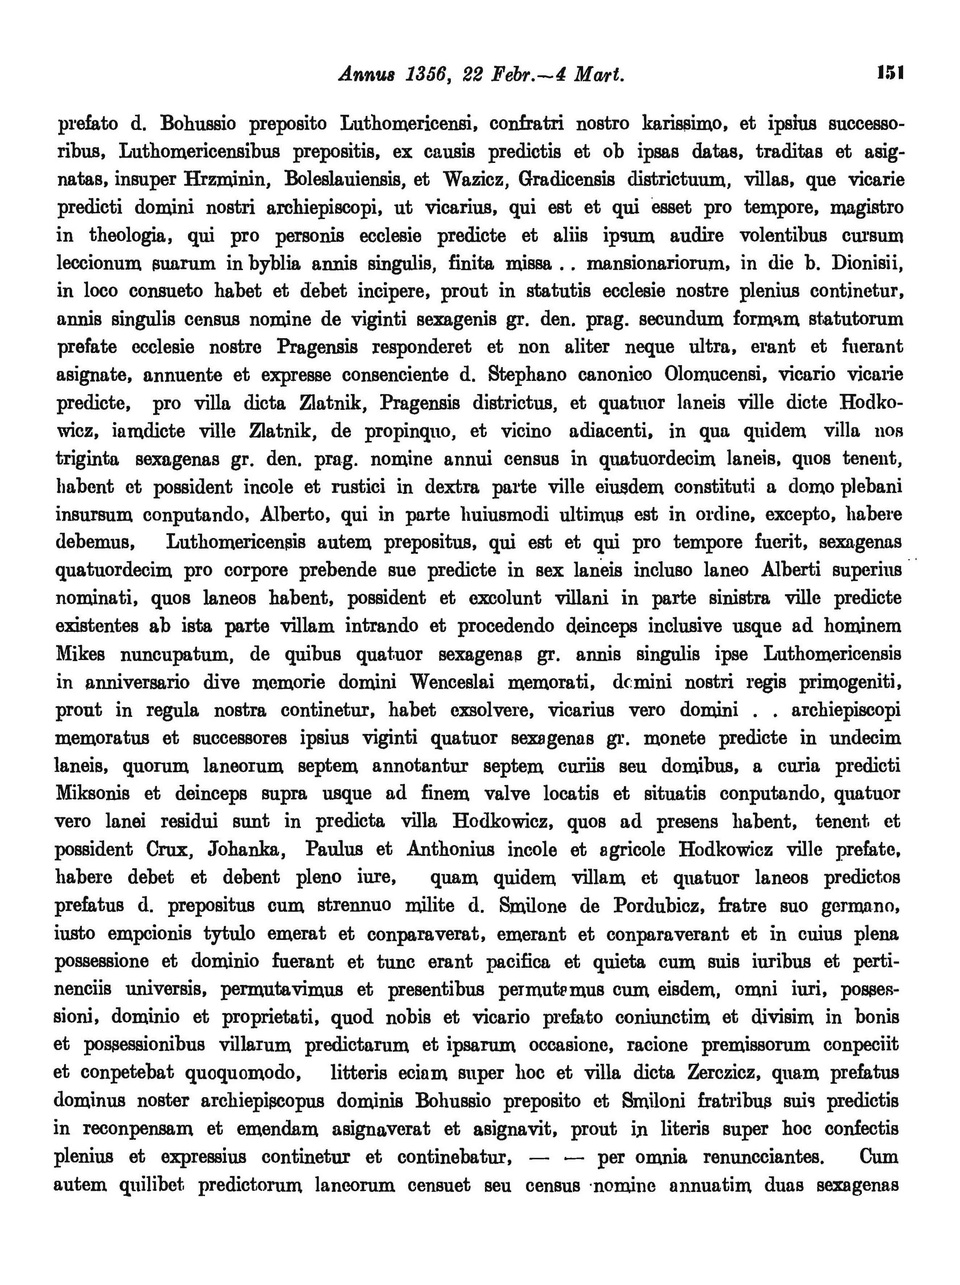 Annus 1356, 22 Febr.—4 Mart. 151
prefato d. Bohussio preposito Luthomericensi, confratri nostro karissimo, et ipsius successo-
ribus, Luthomericensibus prepositis, ex causis predictis et ob ipsas datas, traditas et asig-
natas, insuper Hrzminin, Boleslauiensis, et Wazicz, Gradicensis districtuum, villas, que vicarie
predicti domini nostri archiepiscopi, ut vicarius, qui est et qui esset pro tempore, magistro
in theologia, qui pro personis ecclesie predicte et aliis ipsum audire volentibus cursum
leccionum suarum in byblia annis singulis, finita missa . . mansionariorum, in die b. Dionisii,
in loco consueto habet et debet incipere, prout in statutis ecclesie nostre plenius continetur,
annis singulis census nomine de viginti sexagenis gr. den. prag. secundum formam statutorum
prefate ecclesie nostre Pragensis responderet et non aliter neque ultra, erant et fuerant
asignate, annuente et expresse consenciente d. Stephano canonico Olomucensi, vicario vicarie
predicte, pro villa dicta Zlatnik, Pragensis districtus, et quatuor laneis ville dicte Hodko-
wicz, iamdicte ville Zlatnik, de propinquo, et vicino adiacenti, in qua quidem villa nos
triginta sexagenas gr. den. prag. nomine annui census in quatuordecim laneis, quos tenent,
habent et possident incole et rustici in dextra parte ville eiusdem constituti a domo plebani
insursum conputando, Alberto, qui in parte huiusmodi ultimus est in ordine, excepto, habere
debemus, Luthomericensis autem prepositus, qui est et qui pro tempore fuerit, sexagenas
quatuordecim pro corpore prebende sue predicte in sex laneis incluso laneo Alberti superius
nominati, quos laneos habent, possident et excolunt villani in parte sinistra ville predicte
existentes ab ista parte villam intrando et procedendo deinceps inclusive usque ad hominem
Mikes nuncupatum, de quibus quatuor sexagenas gr. annis singulis ipse Luthomericensis
in anniversario dive memorie domini Wenceslai memorati, domini nostri regis primogeniti,
prout in regula nostra continetur, habet exsolvere, vicarius vero domini . . archiepiscopi
memoratus et successores ipsius viginti quatuor sexagenas gr. monete predicte in undecim
laneis, quorum laneorum septem annotantur septem curiis seu domibus, a curia predicti
Miksonis et deinceps supra usque ad finem valve locatis et situatis conputando, quatuor
vero lanei residui sunt in predicta villa Hodkowicz, quos ad presens habent, tenent et
possident Crux, Johanka, Paulus et Anthonius incole et agricole Hodkowicz ville prefate,
habere debet et debent pleno iure, quam quidem villam et quatuor laneos predictos
prefatus d. prepositus cum strennuo milite d. Smilone de Pordubicz, fratre suo germano,
iusto empcionis tytulo emerat et conparaverat, emerant et conparaverant et in cuius plena
possessione et dominio fuerant et tunc erant pacifica et quieta cum suis iuribus et perti-
nenciis universis, permutavimus et presentibus permutamus cum eisdem, omni iuri, posses-
sioni, dominio et proprietati, quod nobis et vicario prefato coniunctim et divisim in bonis
et possessionibus villarum predictarum et ipsarum occasione, racione premissorum conpeciit
et conpetebat quoquomodo, litteris eciam super hoc et villa dicta Zerczicz, quam prefatus
dominus noster archiepiscopus dominis Bohussio preposito et Smiloni fratribus suis predictis
in reconpensam et emendam asignaverat et asignavit, prout in literis super hoc confectis
plenius et expressius continetur et continebatur, — — per omnia renuncciantes. Cum
autem quilibet predictorum laneorum censuet seu census nomine annuatim duas sexagenas